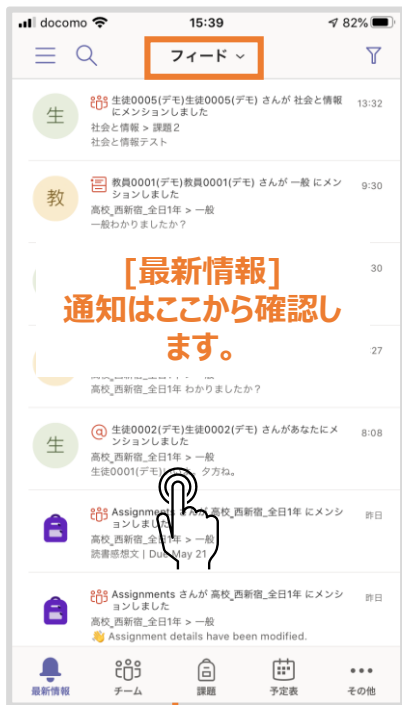 docomo 15:39 82%
フィード
生 生徒0005(デモ)生徒0005(デモ) さんが 社会と情報 13:32
にメンションしました
社会と情報 > 課題2
社会と情報テスト
教 教員0001(デモ)教員0001(デモ) さんが 一般 にメン 9:30
ションしました
高校_西新宿_全日1年 > 一般
一般わかりましたか？
30
[最新情報]
通知はここから確認し
ます。
27
高校_西新宿_全日1年 わかりましたか？
生 @ 生徒0002(デモ)生徒0002(デモ) さんがあなたにメ 8:08
ンションしました
高校_西新宿_全日1年 > 一般
生徒0001(デモ) 夕方ね。
Assignments さんが 高校_西新宿_全日1年 にメンシ 昨日
ョンしました
高校_西新宿_全日1年 > 一般
読書感想文 | Due May 21
Assignments さんが 高校_西新宿_全日1年 にメンシ 昨日
ョンしました
高校_西新宿_全日1年 > 一般
👋 Assignment details have been modified.
最新情報 チーム 課題 予定表 その他